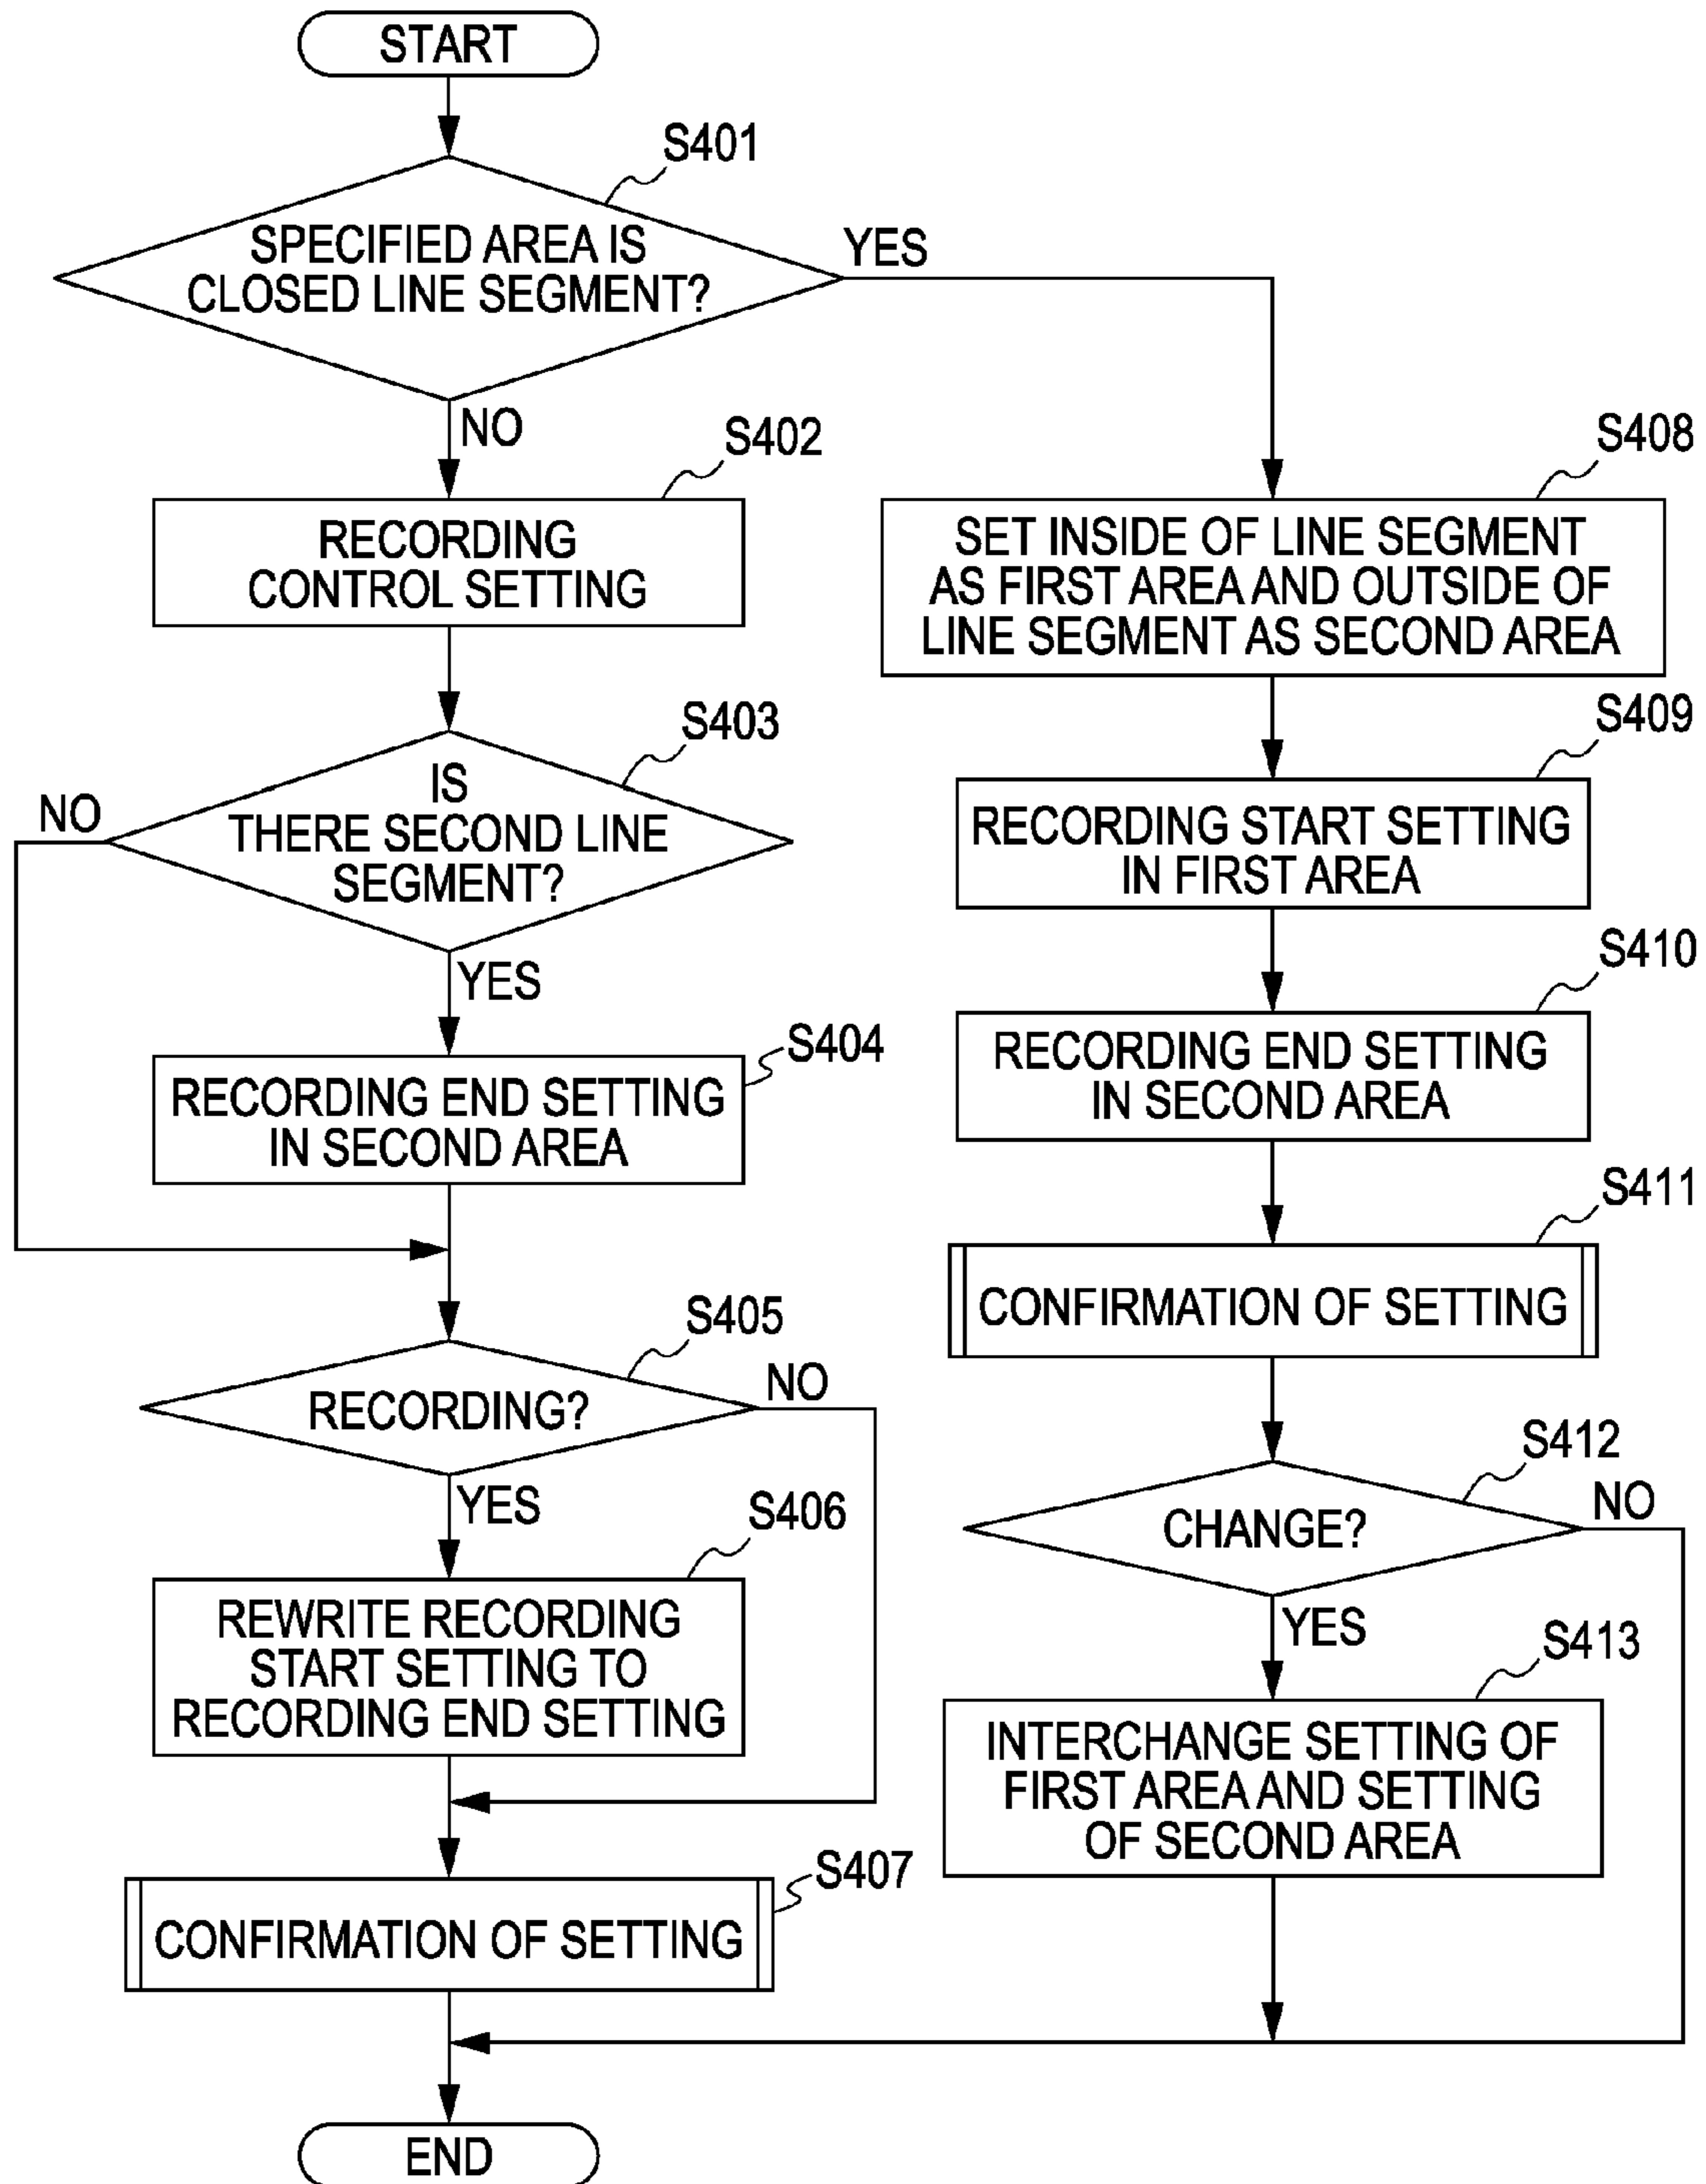 START
S401
SPECIFIED AREA IS
CLOSED LINE SEGMENT?
YES
NO
S402
RECORDING
CONTROL SETTING
S403
IS
THERE SECOND LINE
SEGMENT?
NO
YES
S404
RECORDING END SETTING
IN SECOND AREA
S405
RECORDING?
NO
YES
S406
REWRITE RECORDING
START SETTING TO
RECORDING END SETTING
S407
CONFIRMATION OF SETTING
S408
SET INSIDE OF LINE SEGMENT
AS FIRST AREA AND OUTSIDE OF
LINE SEGMENT AS SECOND AREA
S409
RECORDING START SETTING
IN FIRST AREA
S410
RECORDING END SETTING
IN SECOND AREA
S411
CONFIRMATION OF SETTING
S412
CHANGE?
NO
YES
S413
INTERCHANGE SETTING OF
FIRST AREA AND SETTING
OF SECOND AREA
END